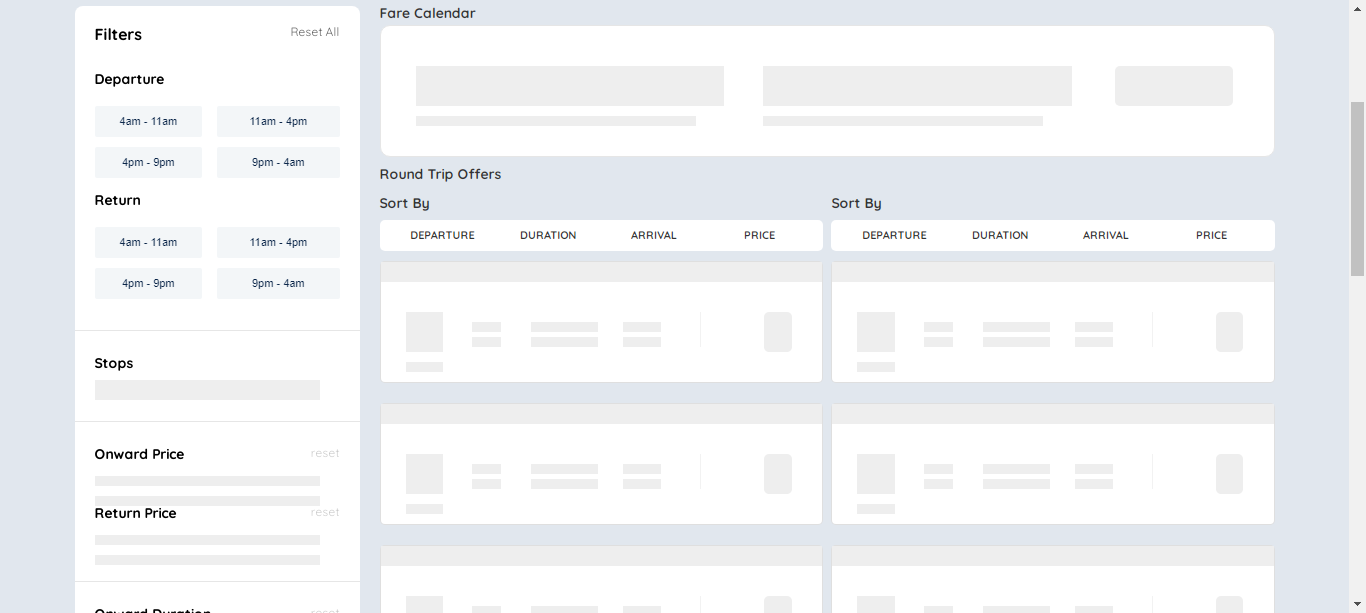 Filters
Reset All
Departure
4am - 11am
11am - 4pm
4pm - 9pm
9pm - 4am
Return
4am - 11am
11am - 4pm
4pm - 9pm
9pm - 4am
Stops
Onward Price
reset
Return Price
reset
Onward Duration
reset
Fare Calendar
Round Trip Offers
Sort By
DEPARTURE DURATION ARRIVAL PRICE
Sort By
DEPARTURE DURATION ARRIVAL PRICE